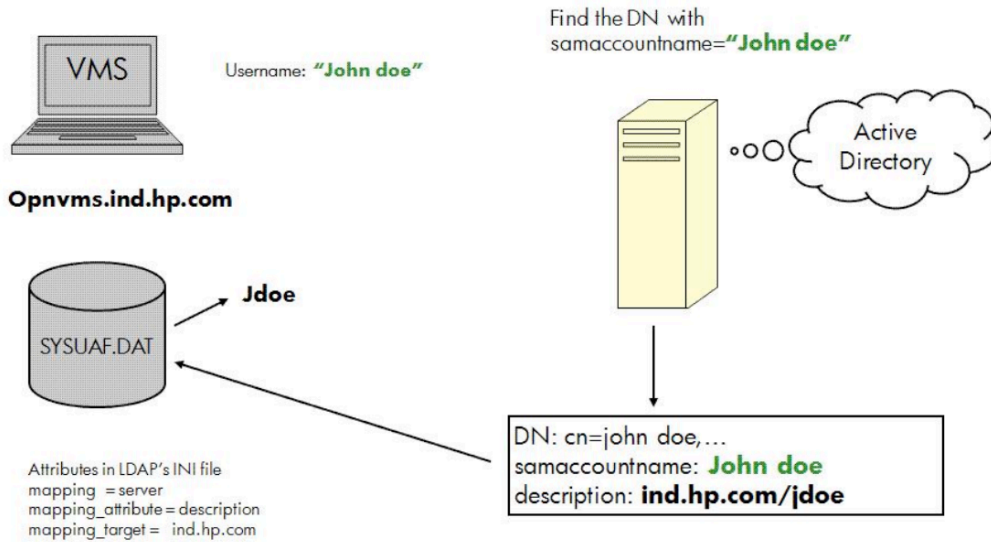 VMS
Username: “John doe”
Opnvms.ind.hp.com
Find the DN with
samaccountname=“John doe”
Active
Directory
SYSUAF.DAT
Jdoe
DN: cn=john doe,...
samaccountname: John doe
description: ind.hp.com/jdoe
Attributes in LDAP's INI file
mapping = server
mapping_attribute = description
mapping_target = ind.hp.com